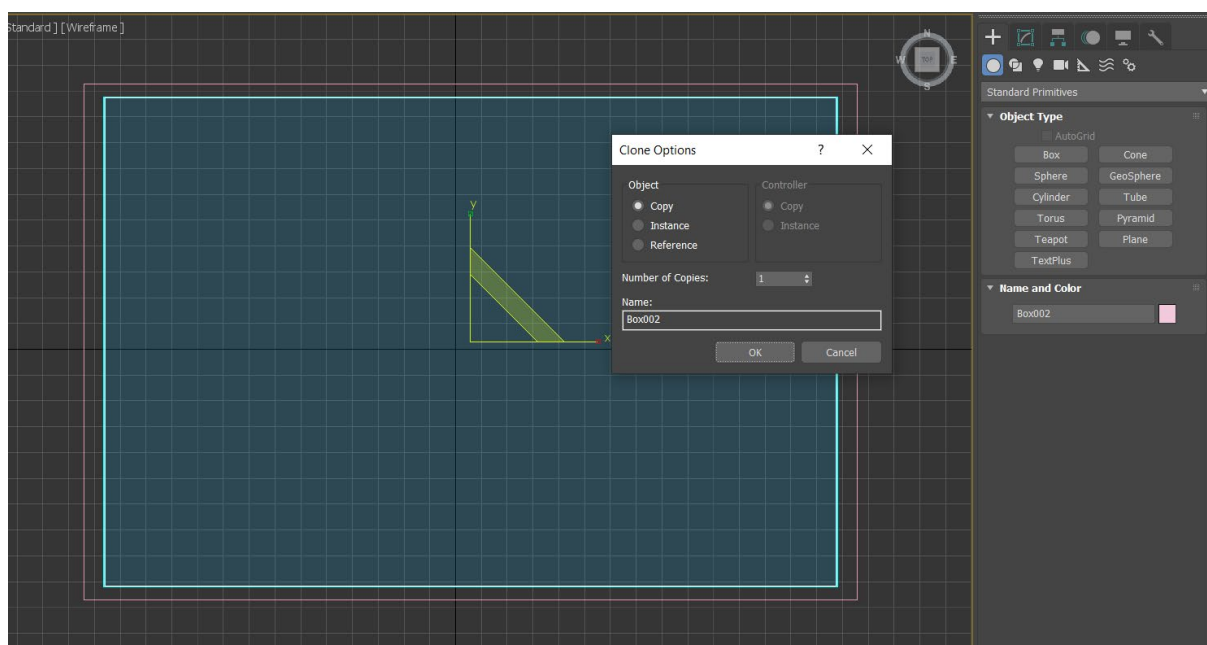 Standard ] [ Wireframe ]
N
W
TOP
E
S
y
x
Clone Options
?
Object
Copy
Instance
Reference
Controller
Copy
Instance
Number of Copies:
1
Name:
Box002
OK
Cancel
Standard Primitives
Object Type
AutoGrid
Box Cone
Sphere GeoSphere
Cylinder Tube
Torus Pyramid
Teapot Plane
TextPlus
Name and Color
Box002